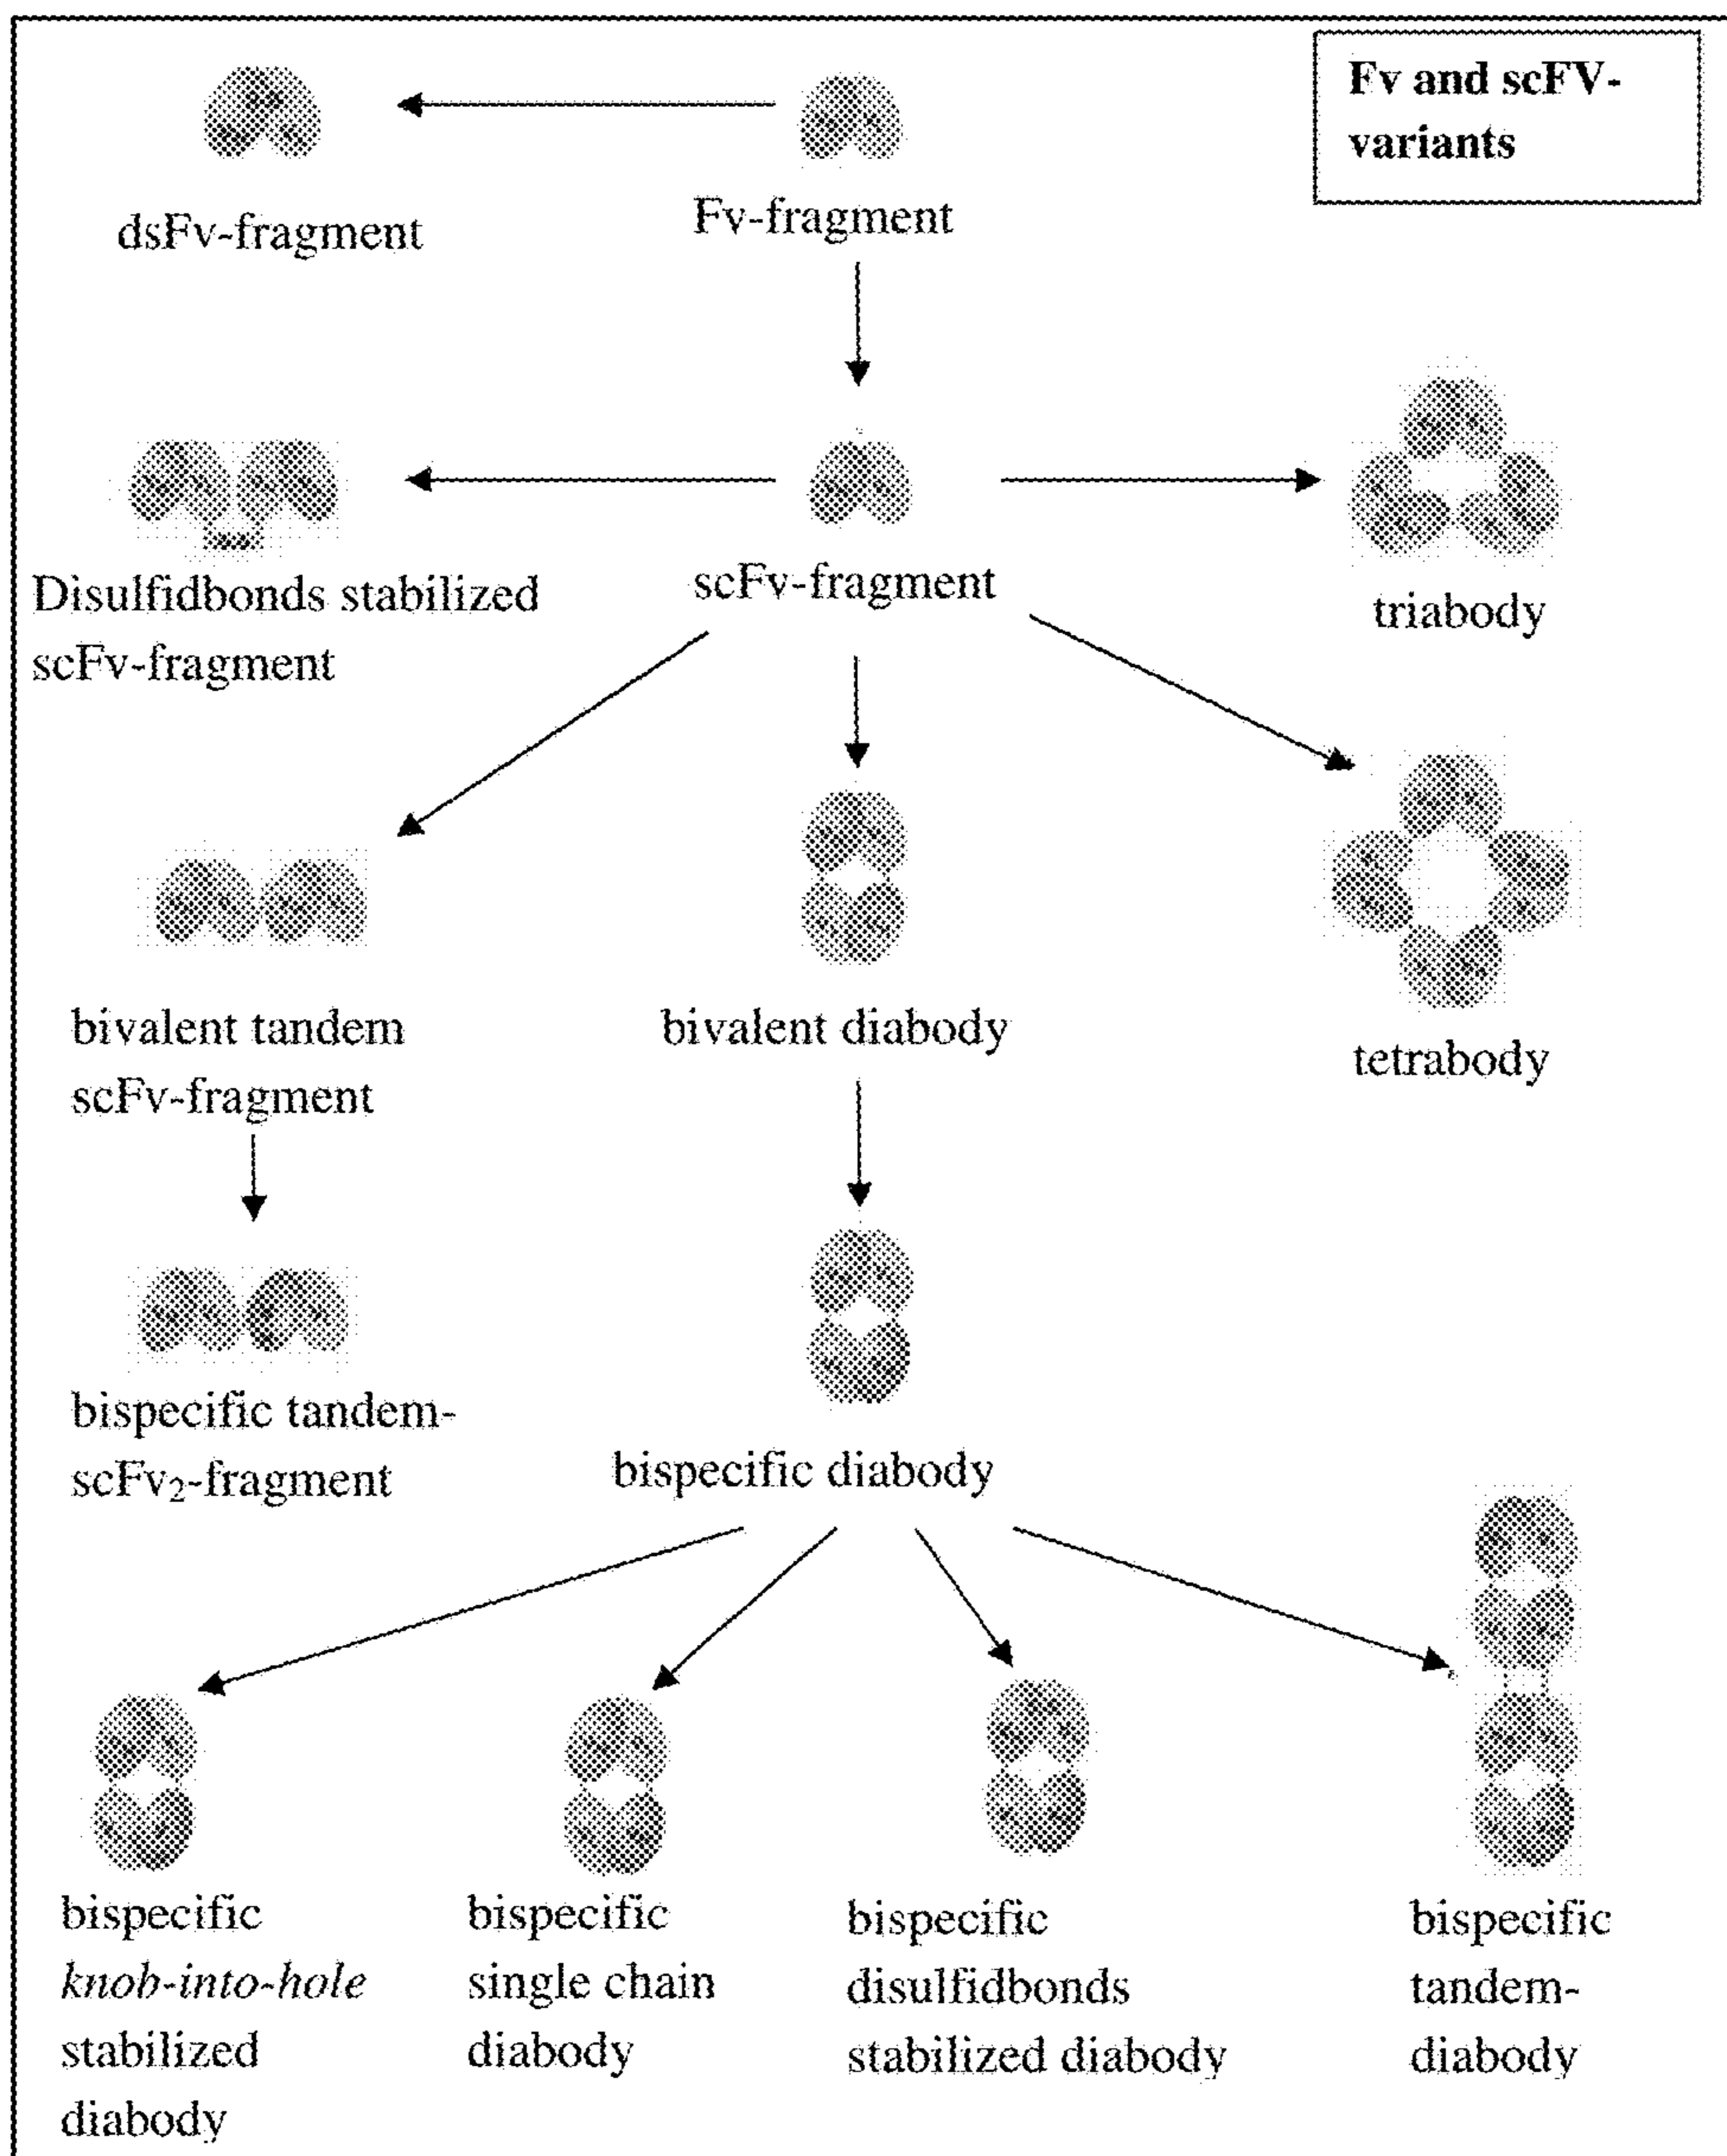 Fv and scFV-
variants
dsFv-fragment
Fv-fragment
Disulfidbonds stabilized
scFv-fragment
scFv-fragment
triabody
bivalent tandem
scFv-fragment
bivalent diabody
tetrabody
bispecific tandem-
scFv₂-fragment
bispecific diabody
bispecific
knob-into-hole
stabilized
diabody
bispecific
single chain
diabody
bispecific
disulfidbonds
stabilized diabody
bispecific
tandem-
diabody